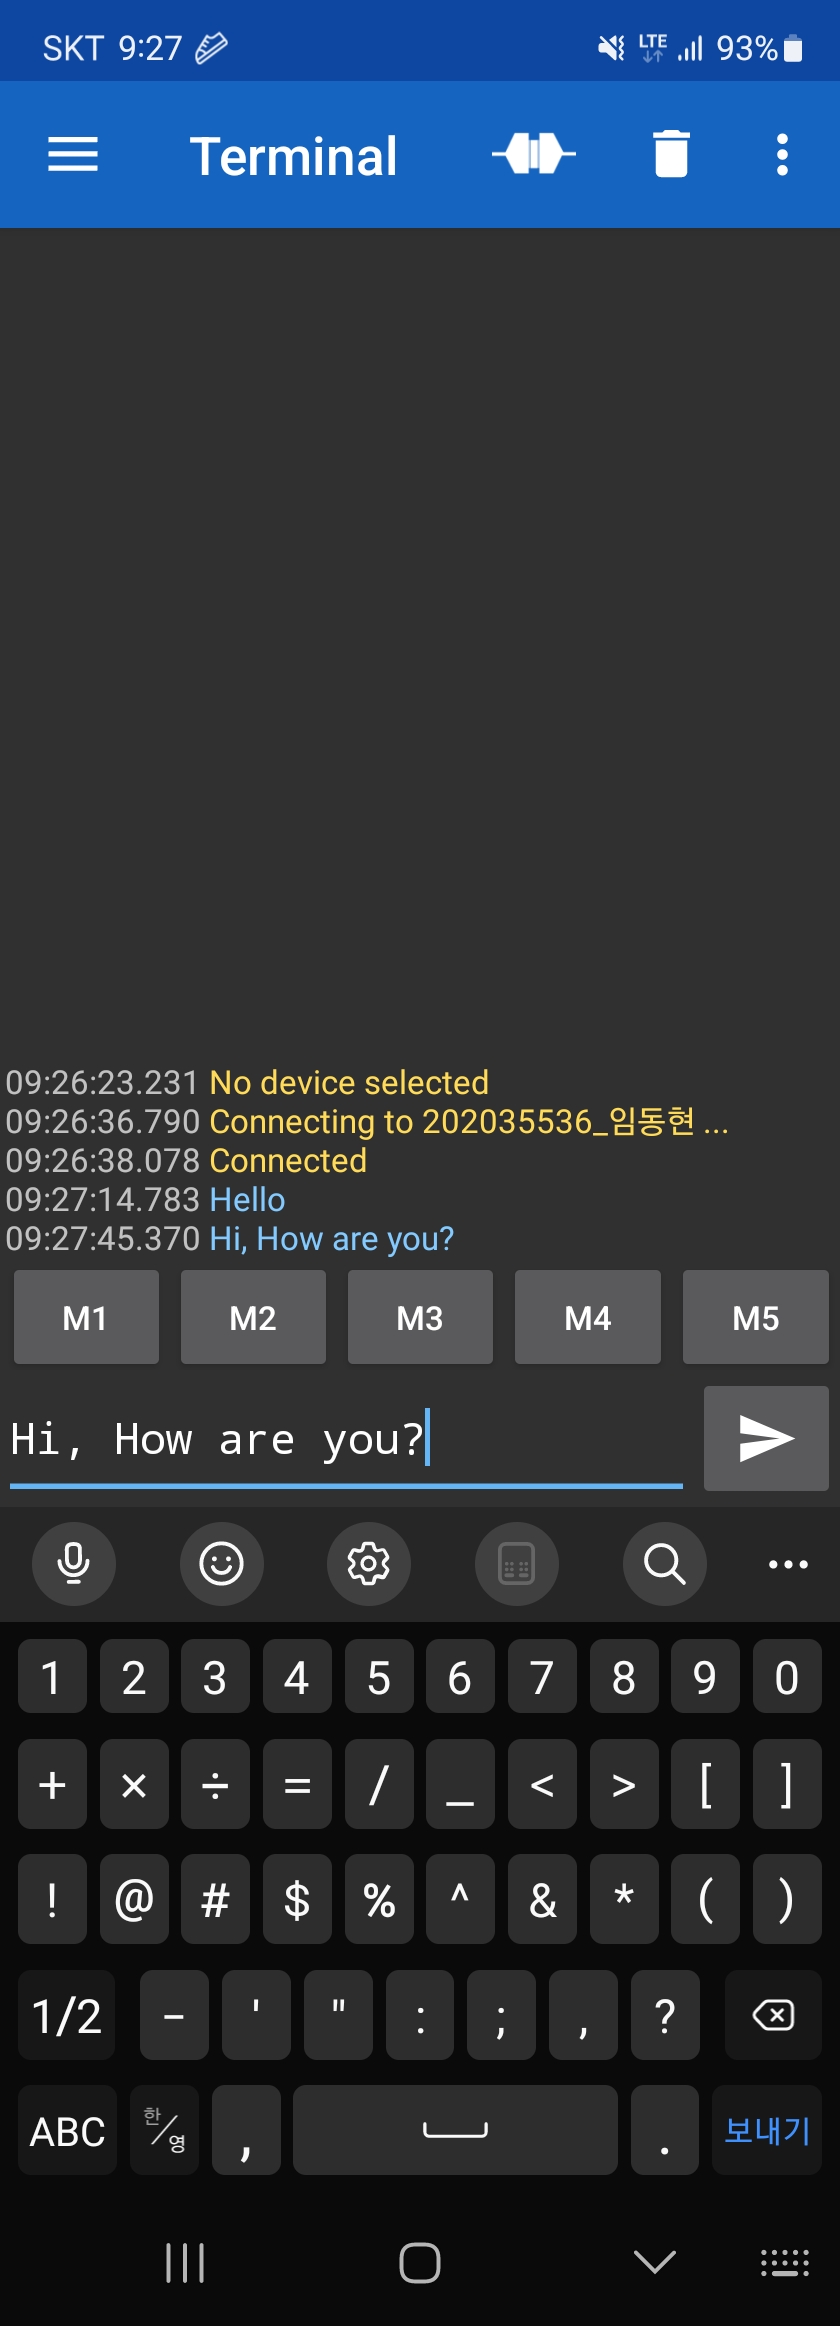 SKT 9:27 LTE 93%
Terminal
09:26:23.231 No device selected
09:26:36.790 Connecting to 202035536_임동현 ...
09:26:38.078 Connected
09:27:14.783 Hello
09:27:45.370 Hi, How are you?
M1 M2 M3 M4 M5
Hi, How are you?
1 2 3 4 5 6 7 8 9 0
+ × ÷ = / _ < > [ ]
! @ # $ % ^ & * ( )
1/2 - ' " : ; , ?
ABC 한/영 , . 보내기